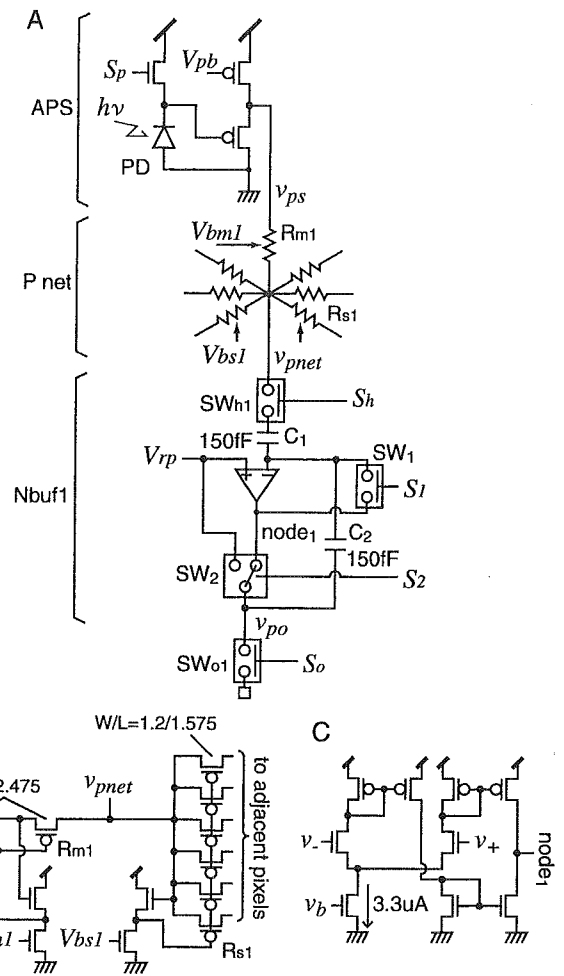 A
Sp
Vpb
APS
hν
PD
vps
Vbm1
Rm1
P net
Rs1
Vbs1
vpnet
SWh1
Sh
150fF
C1
Vrp
SW1
+
−
S1
Nbuf1
node1
C2
150fF
SW2
S2
vpo
SWo1
So
W/L=1.2/1.575
C
2.475
vpnet
to adjacent pixels
Rm1
v-
v+
node1
Vbs1
vb
3.3uA
Rs1